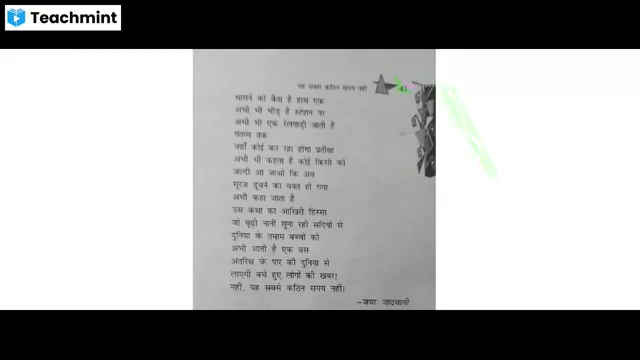 Teachmint
यह सबसे कठिन समय नहीं 43
थामने को बैठा है हाथ एक
अभी भी भीड़ है स्टेशन पर
अभी भी एक रेलगाड़ी जाती है
गंतव्य तक
जहाँ कोई कर रहा होगा प्रतीक्षा
अभी भी कहता है कोई किसी को
जल्दी आ जाओ कि अब
सूरज डूबने का वक्त हो गया
अभी कहा जाता है
उस कथा का आखिरी हिस्सा
जो बूढ़ी नानी सुना रही सदियों से
दुनिया के तमाम बच्चों को
अभी आती है एक बस
अंतरिक्ष के पार की दुनिया से
लाएगी बचे हुए लोगों की खबर!
नहीं, यह सबसे कठिन समय नहीं।
–जया जादवानी